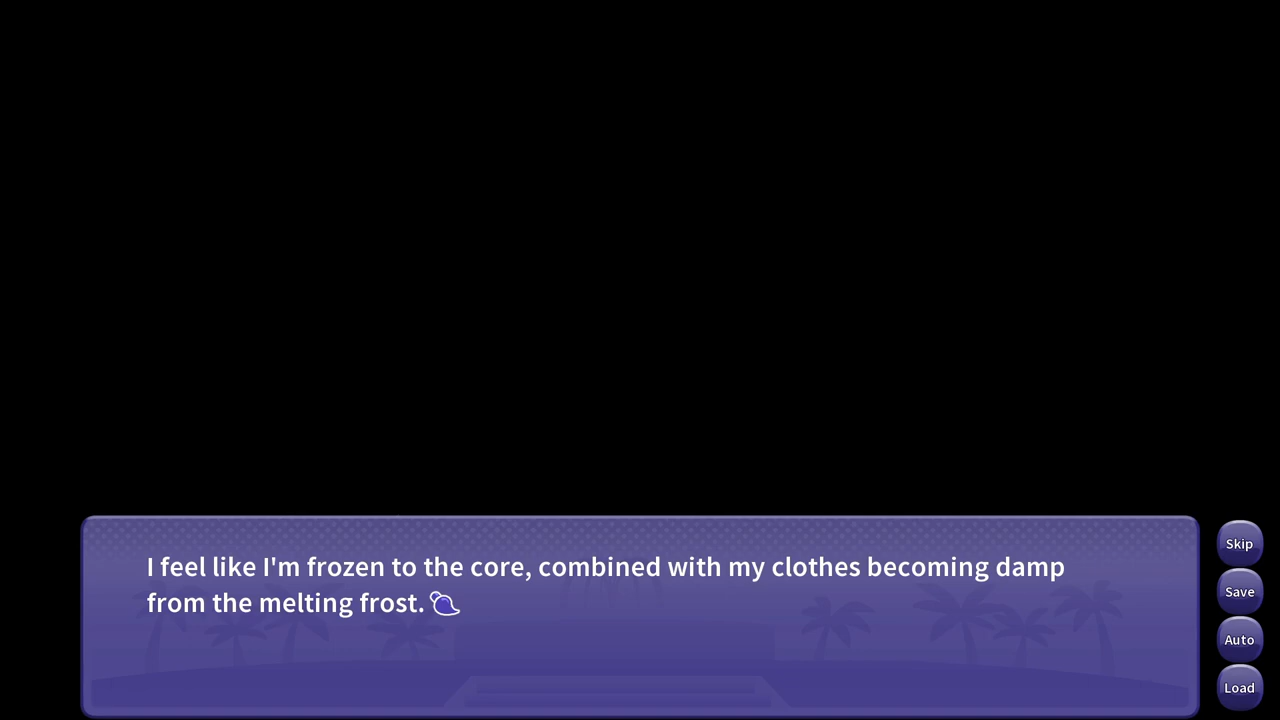 I feel like I'm frozen to the core, combined with my clothes becoming damp
from the melting frost.
Skip
Save
Auto
Load